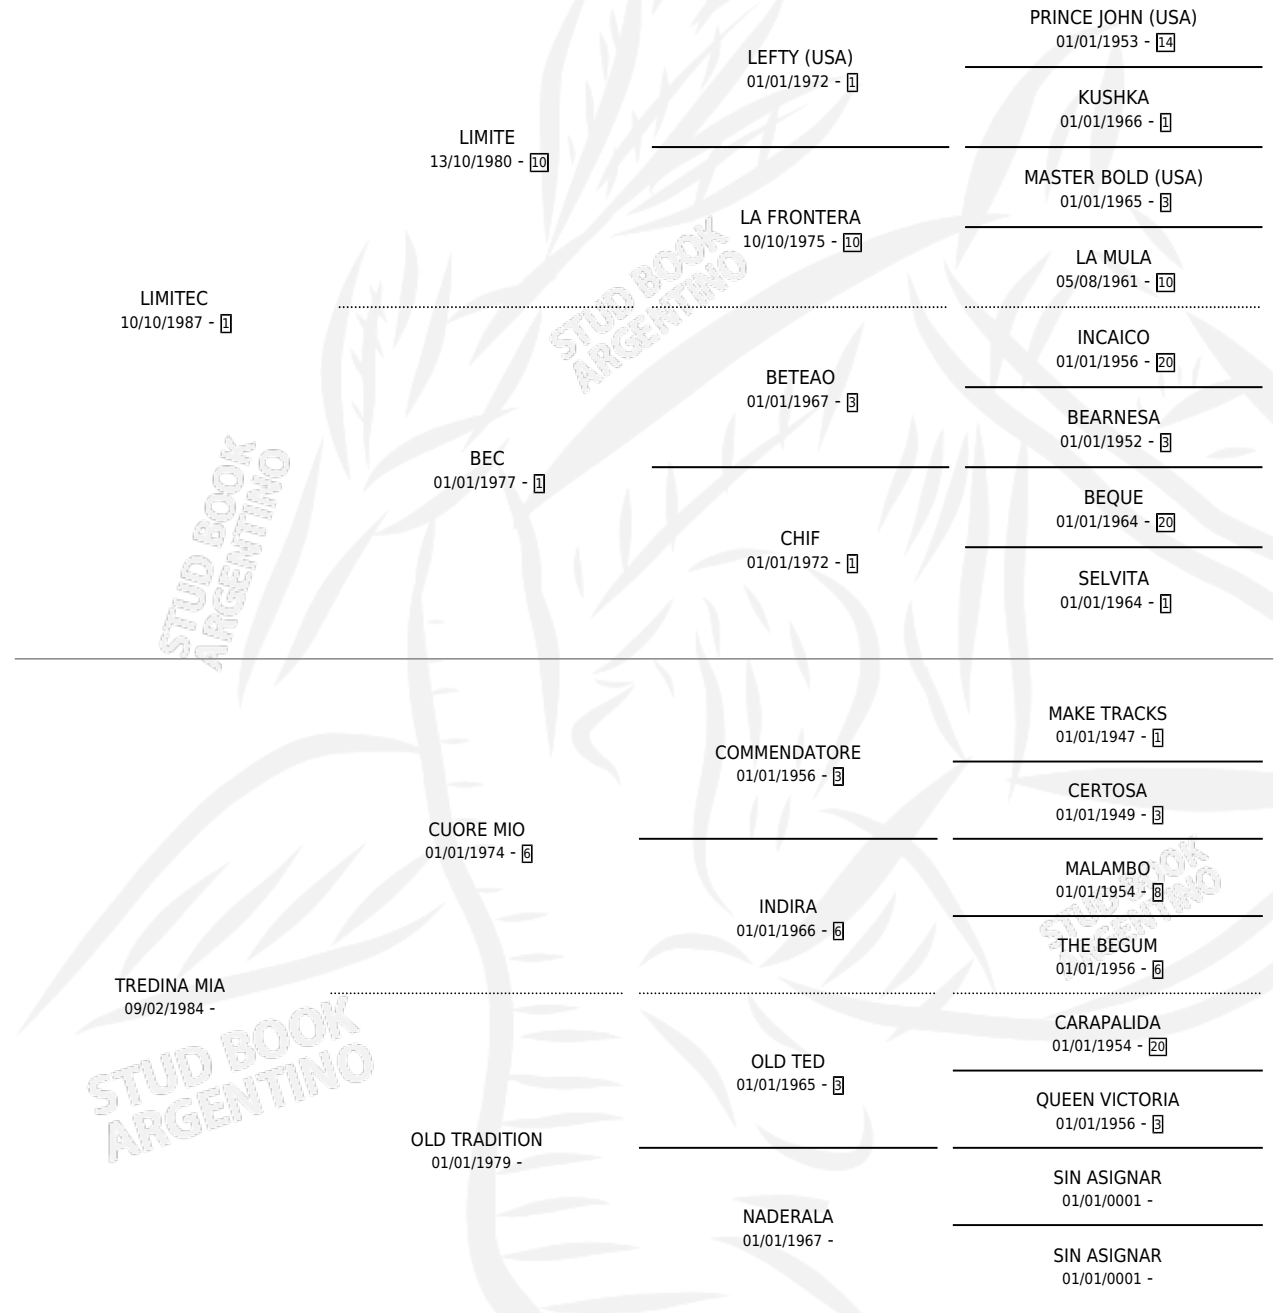 PRINCE JOHN (USA)
01/01/1953 - 14
LEFTY (USA)
01/01/1972 - 1
KUSHKA
01/01/1966 - 1
LIMITE
13/10/1980 - 10
MASTER BOLD (USA)
01/01/1965 - 3
LA FRONTERA
10/10/1975 - 10
LA MULA
05/08/1961 - 10
LIMITEC
10/10/1987 - 1
INCAICO
01/01/1956 - 20
BETEAO
01/01/1967 - 3
BEARNESA
01/01/1952 - 3
BEC
01/01/1977 - 1
BEQUE
01/01/1964 - 20
CHIF
01/01/1972 - 1
SELVITA
01/01/1964 - 1
MAKE TRACKS
01/01/1947 - 1
COMMENDATORE
01/01/1956 - 3
CERTOSA
01/01/1949 - 3
CUORE MIO
01/01/1974 - 6
MALAMBO
01/01/1954 - 8
INDIRA
01/01/1966 - 6
THE BEGUM
01/01/1956 - 6
TREDINA MIA
09/02/1984 -
CARAPALIDA
01/01/1954 - 20
OLD TED
01/01/1965 - 3
QUEEN VICTORIA
01/01/1956 - 3
OLD TRADITION
01/01/1979 -
SIN ASIGNAR
01/01/0001 -
NADERALA
01/01/1967 -
SIN ASIGNAR
01/01/0001 -
STUD BOOK
ARGENTINO
STUD BOOK
ARGENTINO
STUD BOOK
ARGENTINO
STUD BOOK
ARGENTINO